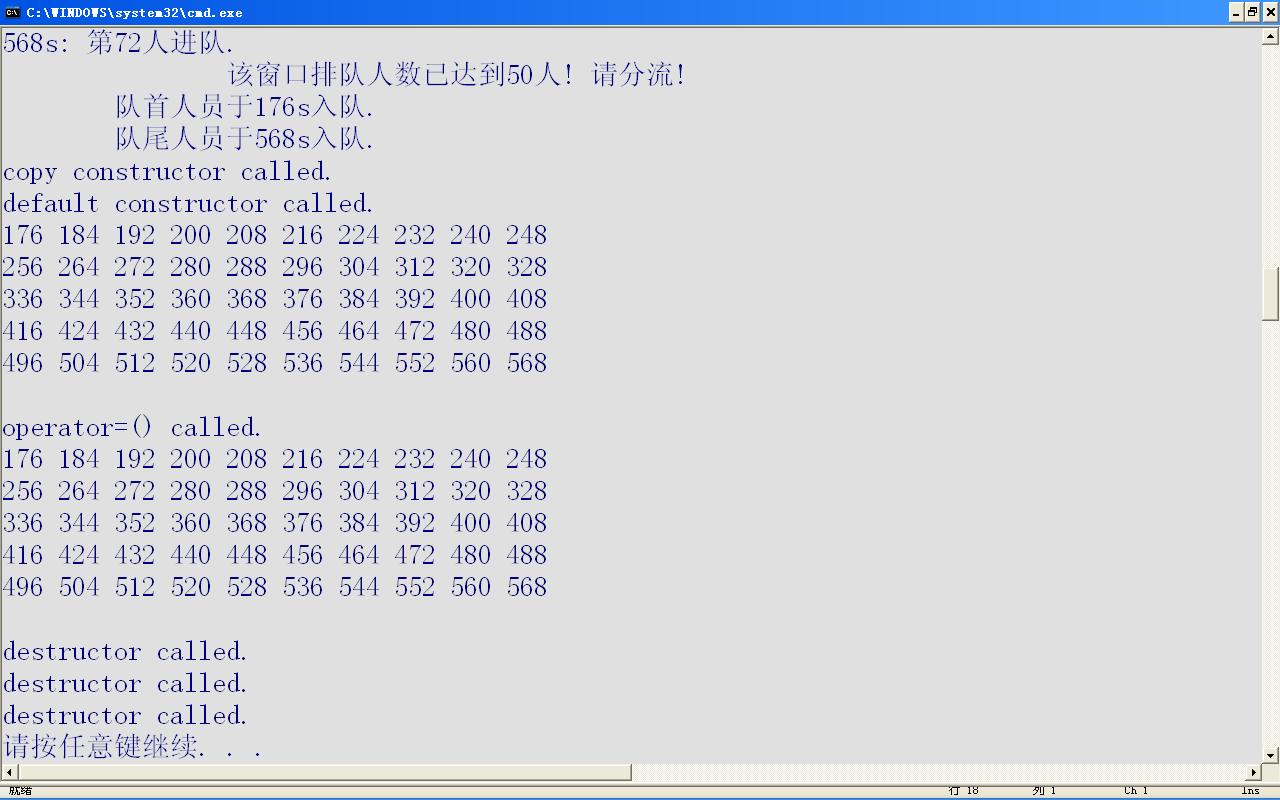 C:\WINDOWS\system32\cmd.exe
568s: 第72人进队.
该窗口排队人数已达到50人! 请分流!
队首人员于176s入队.
队尾人员于568s入队.
copy constructor called.
default constructor called.
176 184 192 200 208 216 224 232 240 248
256 264 272 280 288 296 304 312 320 328
336 344 352 360 368 376 384 392 400 408
416 424 432 440 448 456 464 472 480 488
496 504 512 520 528 536 544 552 560 568
operator=() called.
176 184 192 200 208 216 224 232 240 248
256 264 272 280 288 296 304 312 320 328
336 344 352 360 368 376 384 392 400 408
416 424 432 440 448 456 464 472 480 488
496 504 512 520 528 536 544 552 560 568
destructor called.
destructor called.
destructor called.
请按任意键继续. . .
就绪 行 18 列 1 Ch 1 Ins